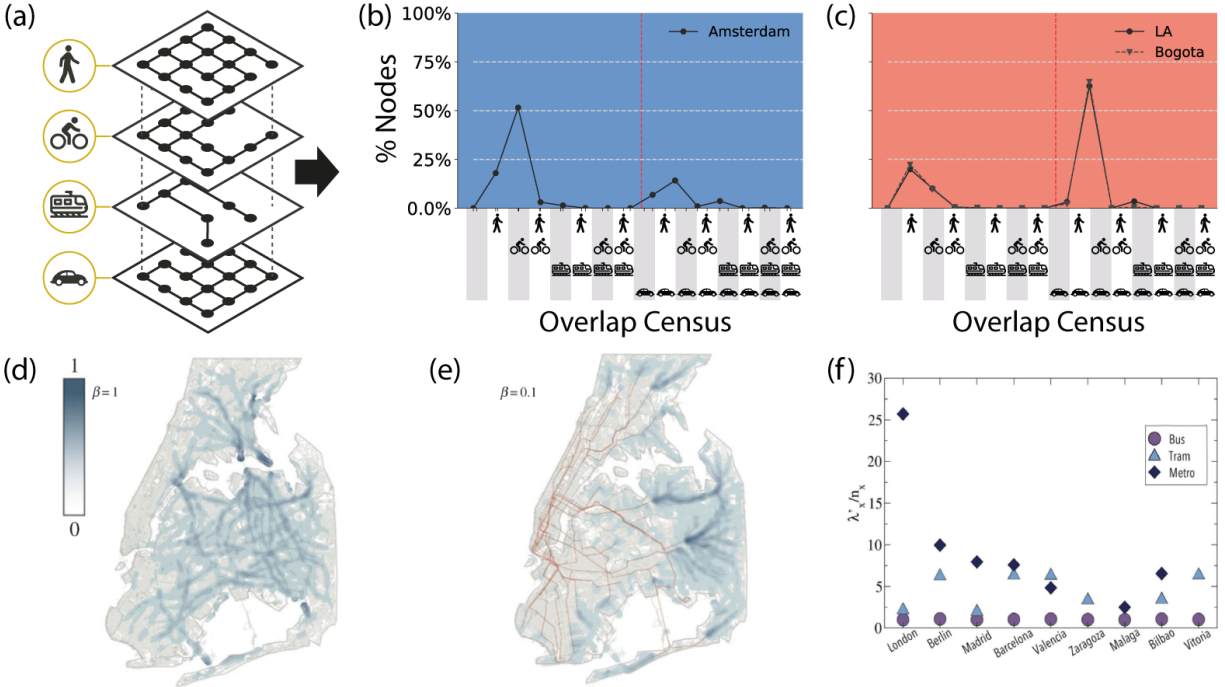 (a)
(b)
100%
75%
50%
25%
0.0%
% Nodes
Amsterdam
Overlap Census
(c)
LA
Bogota
Overlap Census
(d)
1
β = 1
0
(e)
β = 0.1
(f)
30
25
20
15
10
5
0
λ'x/nx
Bus
Tram
Metro
London
Berlin
Madrid
Barcelona
Valencia
Zaragoza
Malaga
Bilbao
Vitoria